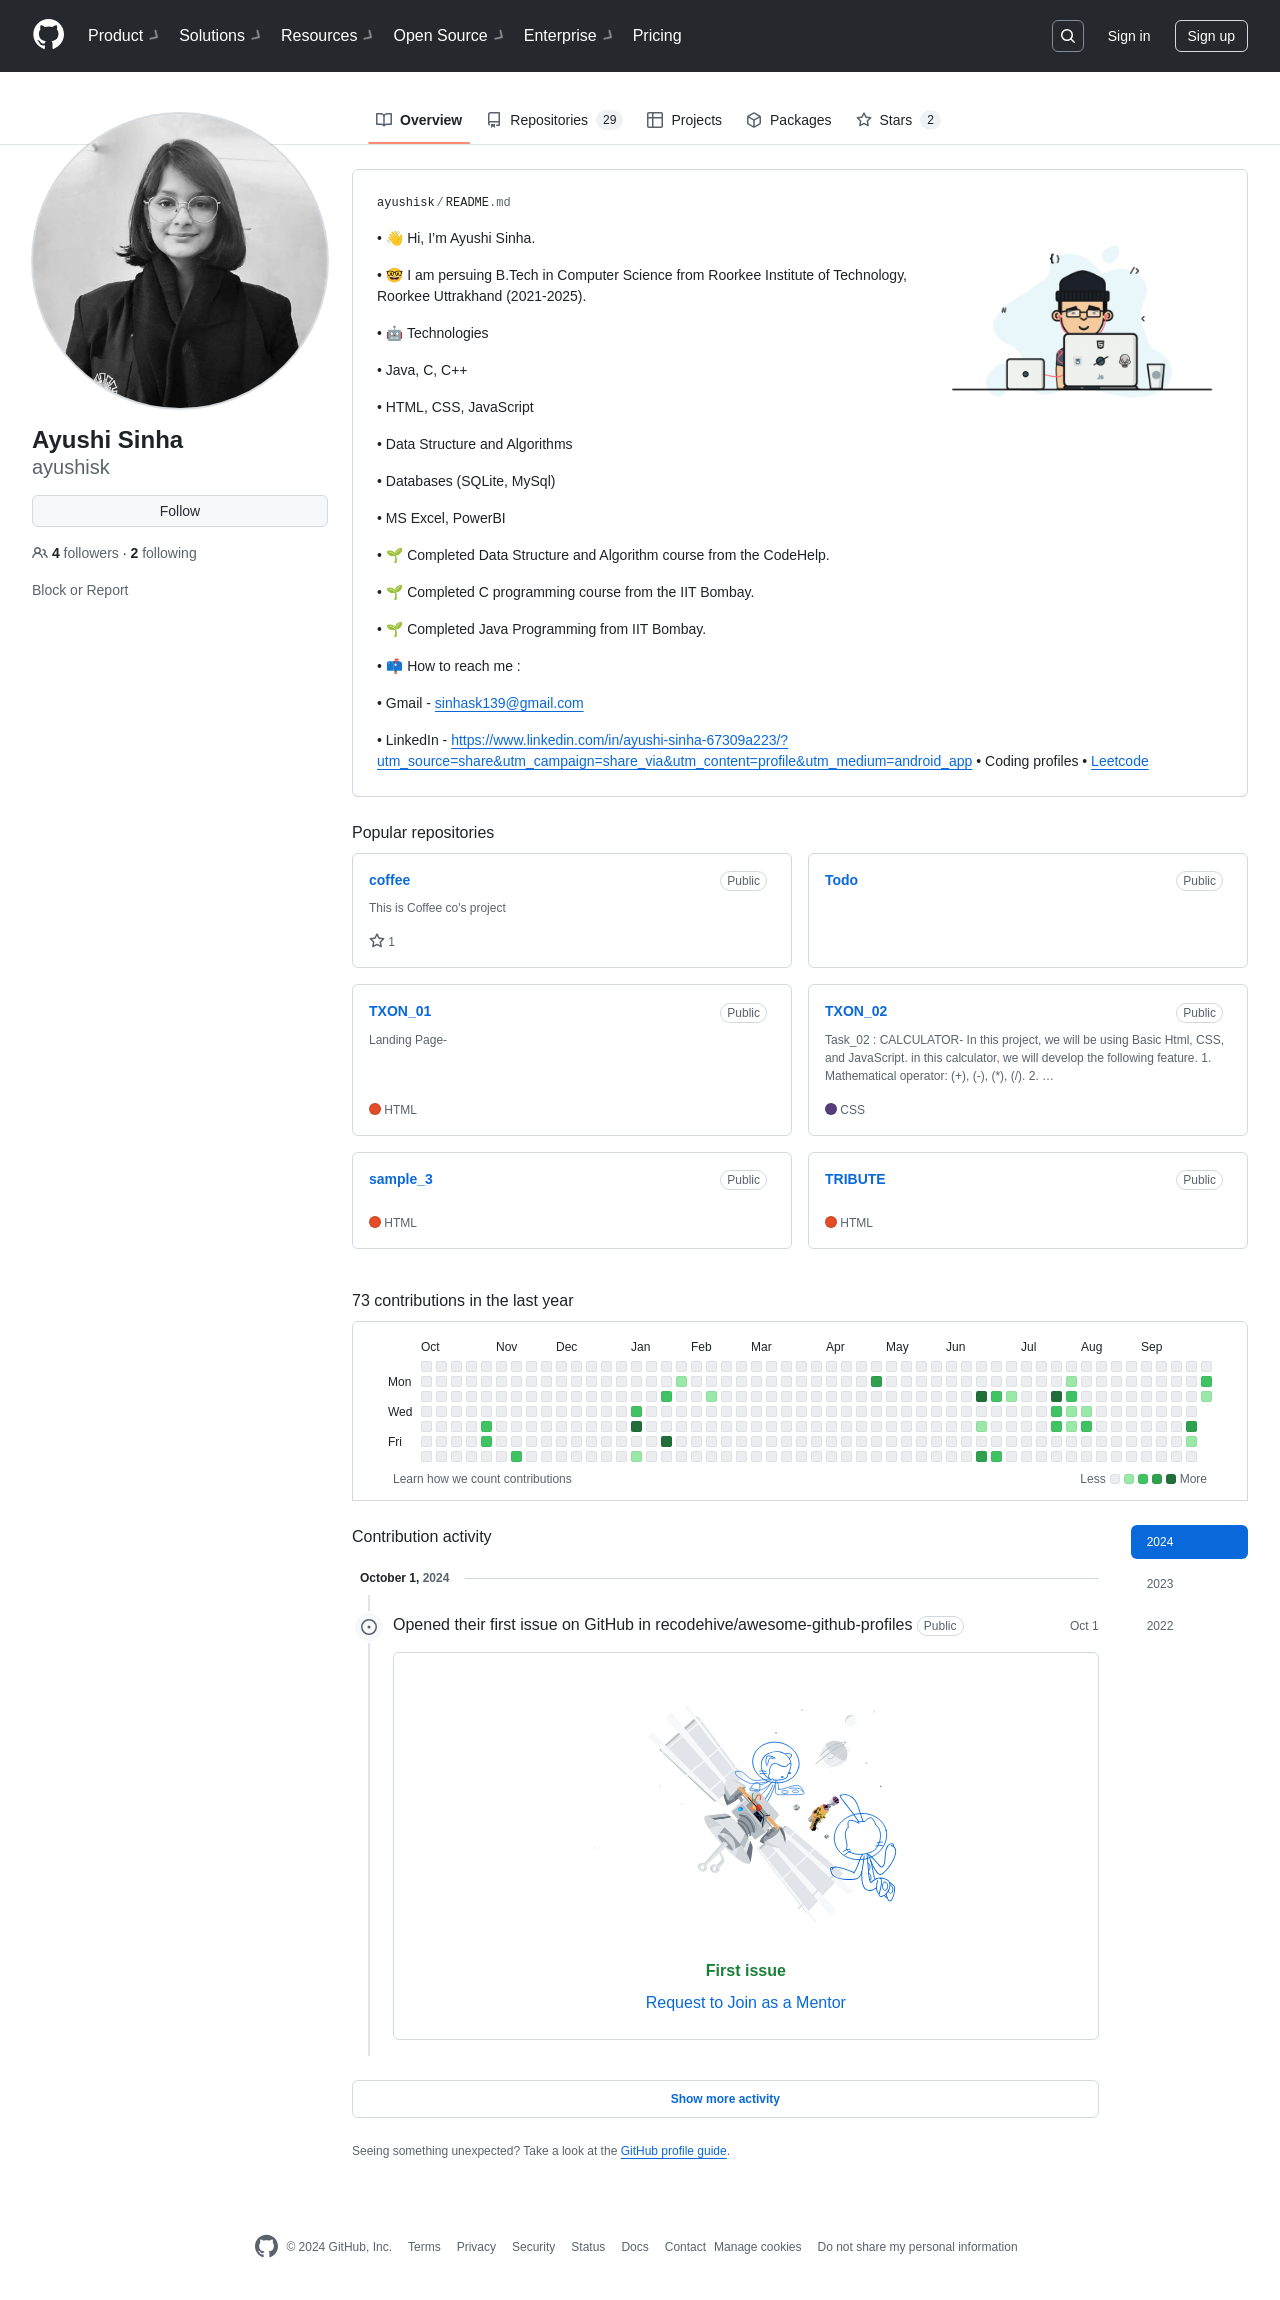 Product Solutions Resources Open Source Enterprise Pricing Sign in Sign up
Overview Repositories 29 Projects Packages Stars 2
Ayushi Sinha
ayushisk
Follow
4 followers · 2 following
Block or Report
ayushisk/README.md
• 👋 Hi, I’m Ayushi Sinha.
• 🤓 I am persuing B.Tech in Computer Science from Roorkee Institute of Technology,
Roorkee Uttrakhand (2021-2025).
• 🤖 Technologies
• Java, C, C++
• HTML, CSS, JavaScript
• Data Structure and Algorithms
• Databases (SQLite, MySql)
• MS Excel, PowerBI
• 🌱 Completed Data Structure and Algorithm course from the CodeHelp.
• 🌱 Completed C programming course from the IIT Bombay.
• 🌱 Completed Java Programming from IIT Bombay.
• 📫 How to reach me :
• Gmail - sinhask139@gmail.com
• LinkedIn - https://www.linkedin.com/in/ayushi-sinha-67309a223/?
utm_source=share&utm_campaign=share_via&utm_content=profile&utm_medium=android_app • Coding profiles • Leetcode
Popular repositories
coffee Public
This is Coffee co's project
1
Todo Public
TXON_01 Public
Landing Page-
HTML
TXON_02 Public
Task_02 : CALCULATOR- In this project, we will be using Basic Html, CSS,
and JavaScript. in this calculator, we will develop the following feature. 1.
Mathematical operator: (+), (-), (*), (/). 2. …
CSS
sample_3 Public
HTML
TRIBUTE Public
HTML
73 contributions in the last year
Oct Nov Dec Jan Feb Mar Apr May Jun Jul Aug Sep
Mon
Wed
Fri
Learn how we count contributions Less More
Contribution activity
2024
2023
2022
October 1, 2024
Opened their first issue on GitHub in recodehive/awesome-github-profiles Public Oct 1
First issue
Request to Join as a Mentor
Show more activity
Seeing something unexpected? Take a look at the GitHub profile guide.
© 2024 GitHub, Inc. Terms Privacy Security Status Docs Contact Manage cookies Do not share my personal information